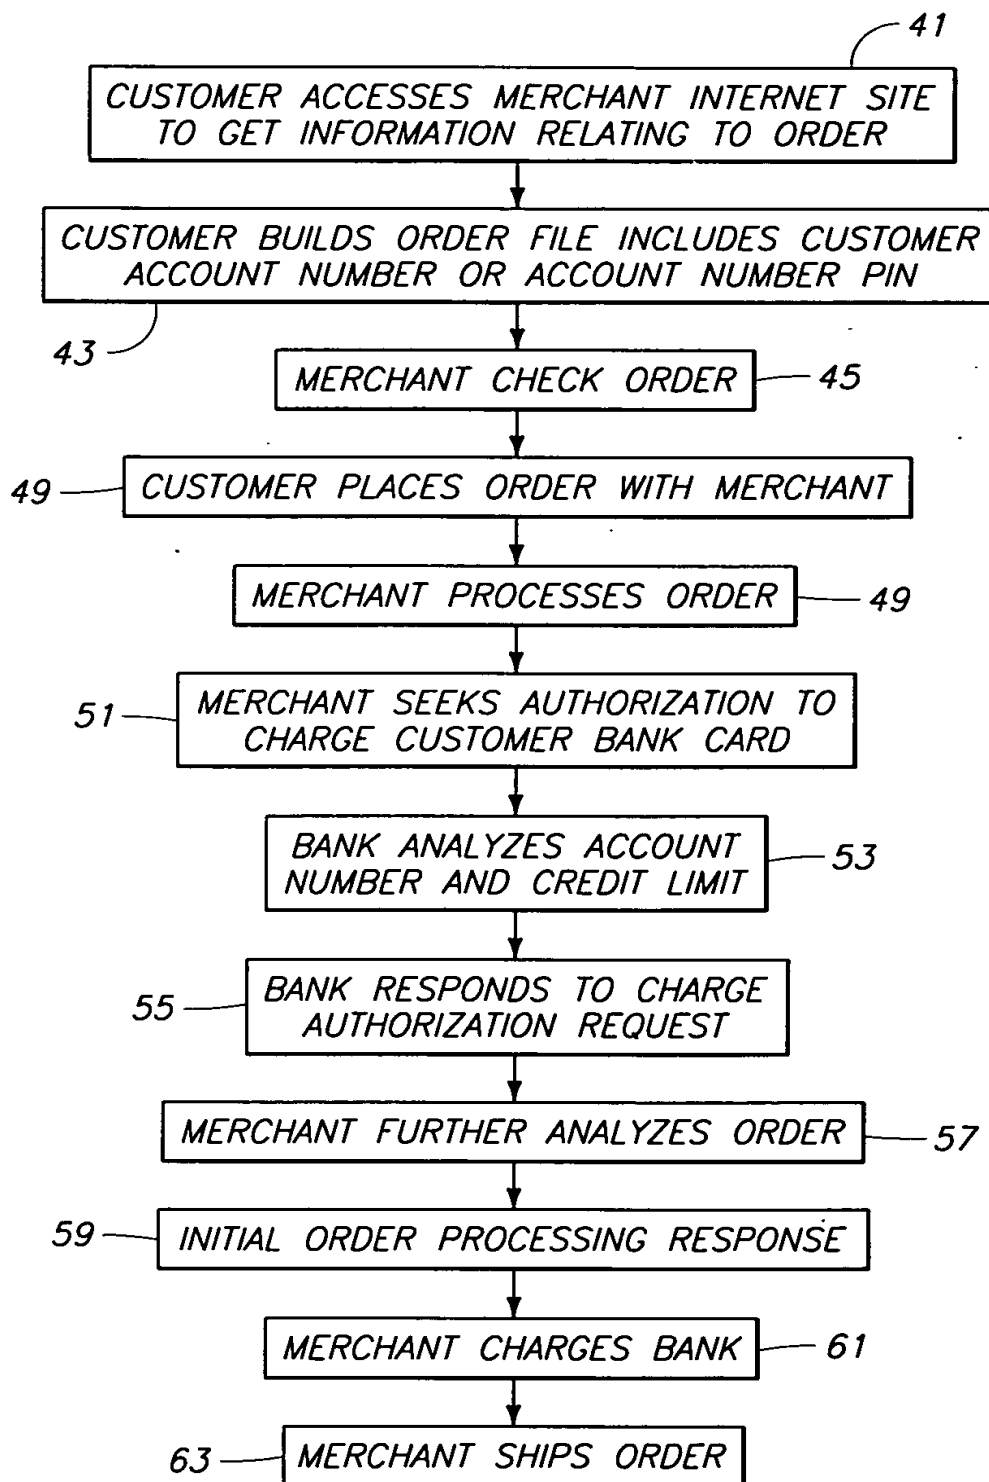 41
CUSTOMER ACCESSES MERCHANT INTERNET SITE
TO GET INFORMATION RELATING TO ORDER
CUSTOMER BUILDS ORDER FILE INCLUDES CUSTOMER
ACCOUNT NUMBER OR ACCOUNT NUMBER PIN
43
MERCHANT CHECK ORDER
45
49
CUSTOMER PLACES ORDER WITH MERCHANT
MERCHANT PROCESSES ORDER
49
51
MERCHANT SEEKS AUTHORIZATION TO
CHARGE CUSTOMER BANK CARD
BANK ANALYZES ACCOUNT
NUMBER AND CREDIT LIMIT
53
55
BANK RESPONDS TO CHARGE
AUTHORIZATION REQUEST
MERCHANT FURTHER ANALYZES ORDER
57
59
INITIAL ORDER PROCESSING RESPONSE
MERCHANT CHARGES BANK
61
63
MERCHANT SHIPS ORDER